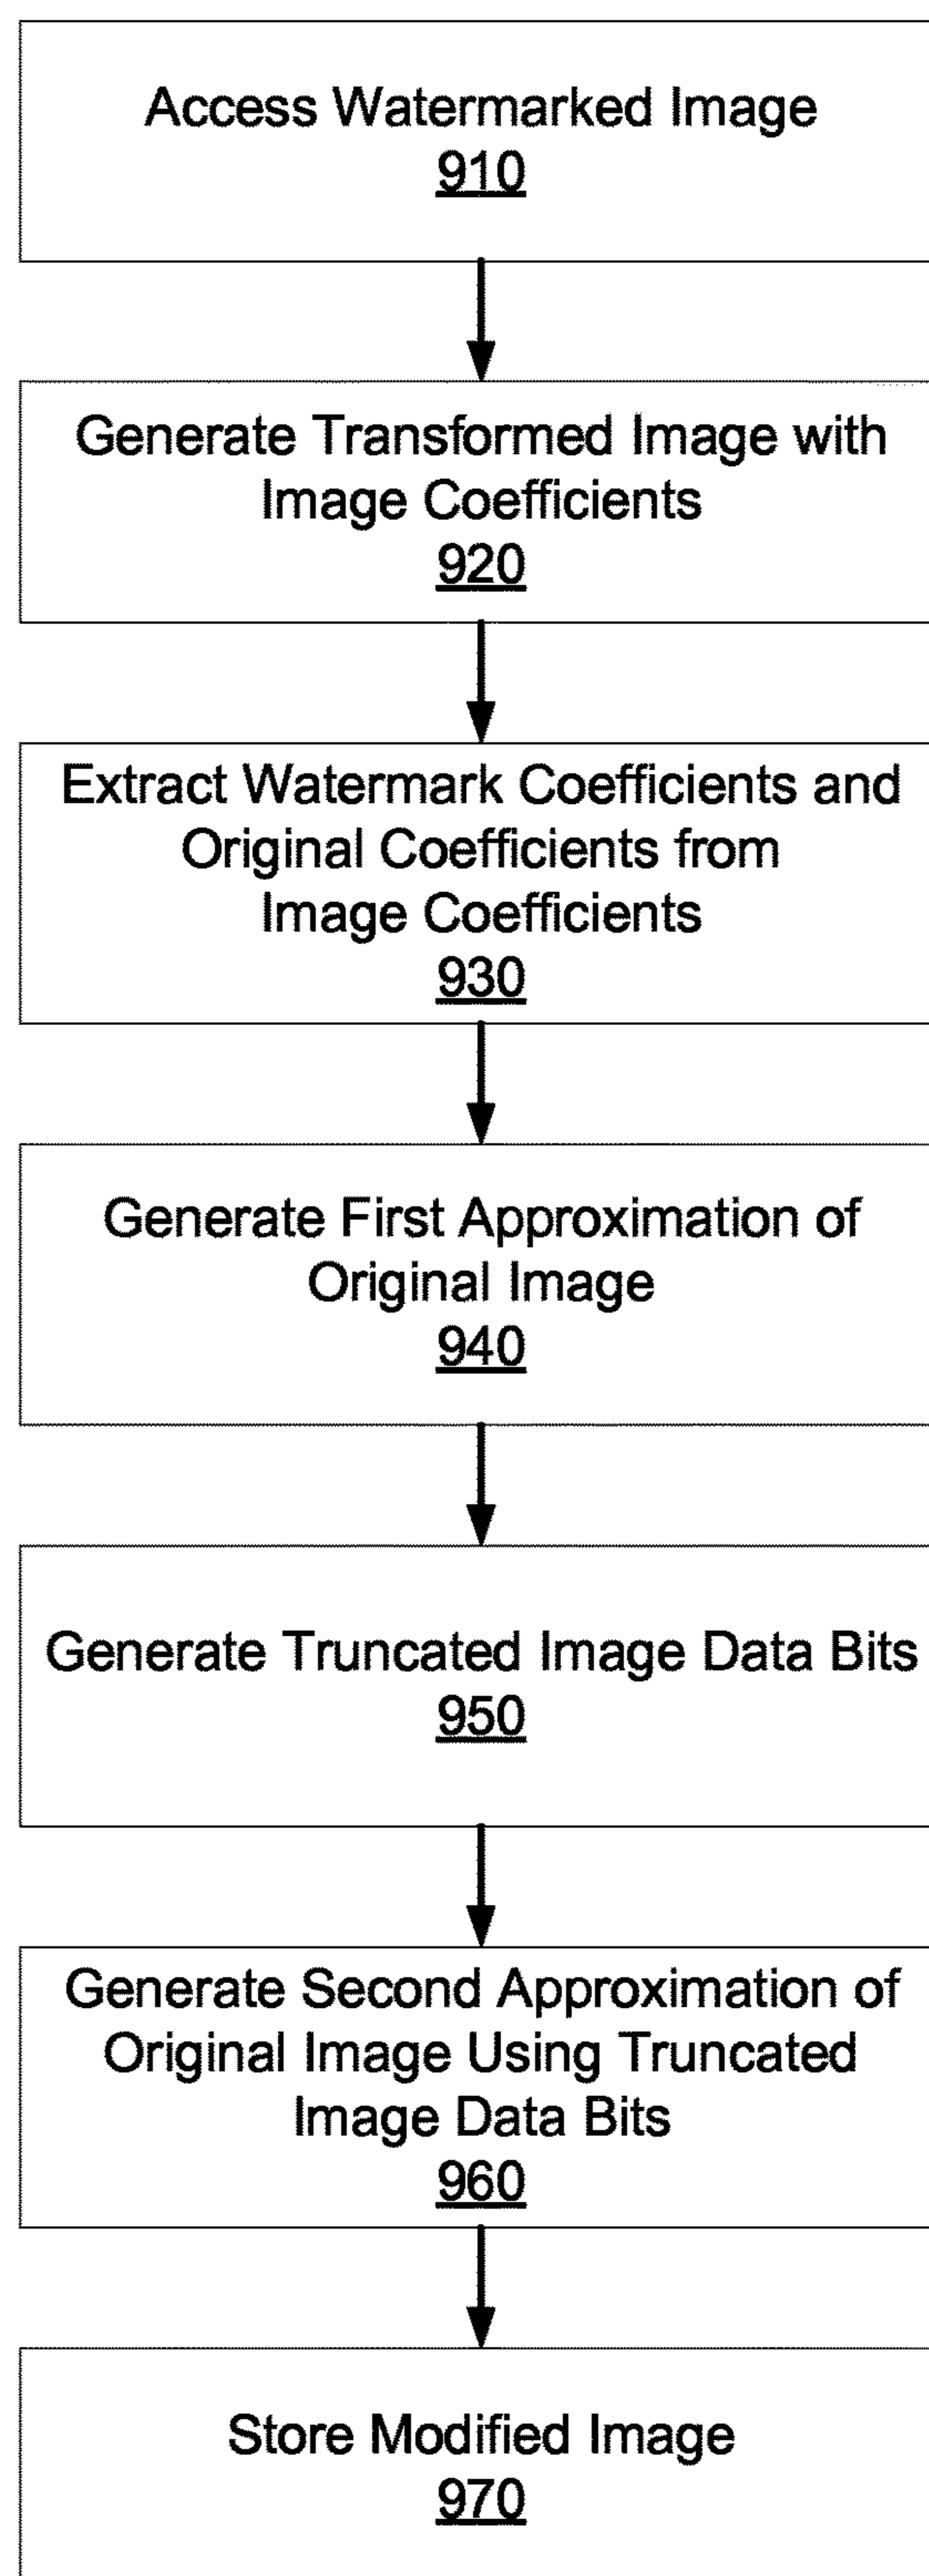 Access Watermarked Image
910
Generate Transformed Image with
Image Coefficients
920
Extract Watermark Coefficients and
Original Coefficients from
Image Coefficients
930
Generate First Approximation of
Original Image
940
Generate Truncated Image Data Bits
950
Generate Second Approximation of
Original Image Using Truncated
Image Data Bits
960
Store Modified Image
970